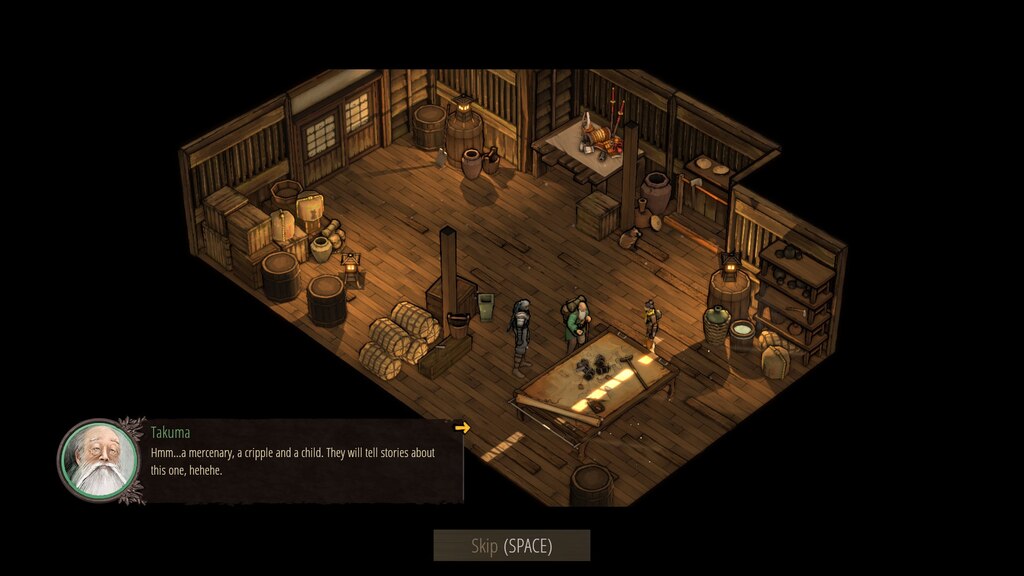 Takuma
Hmm...a mercenary, a cripple and a child. They will tell stories about
this one, hehehe.
Skip (SPACE)